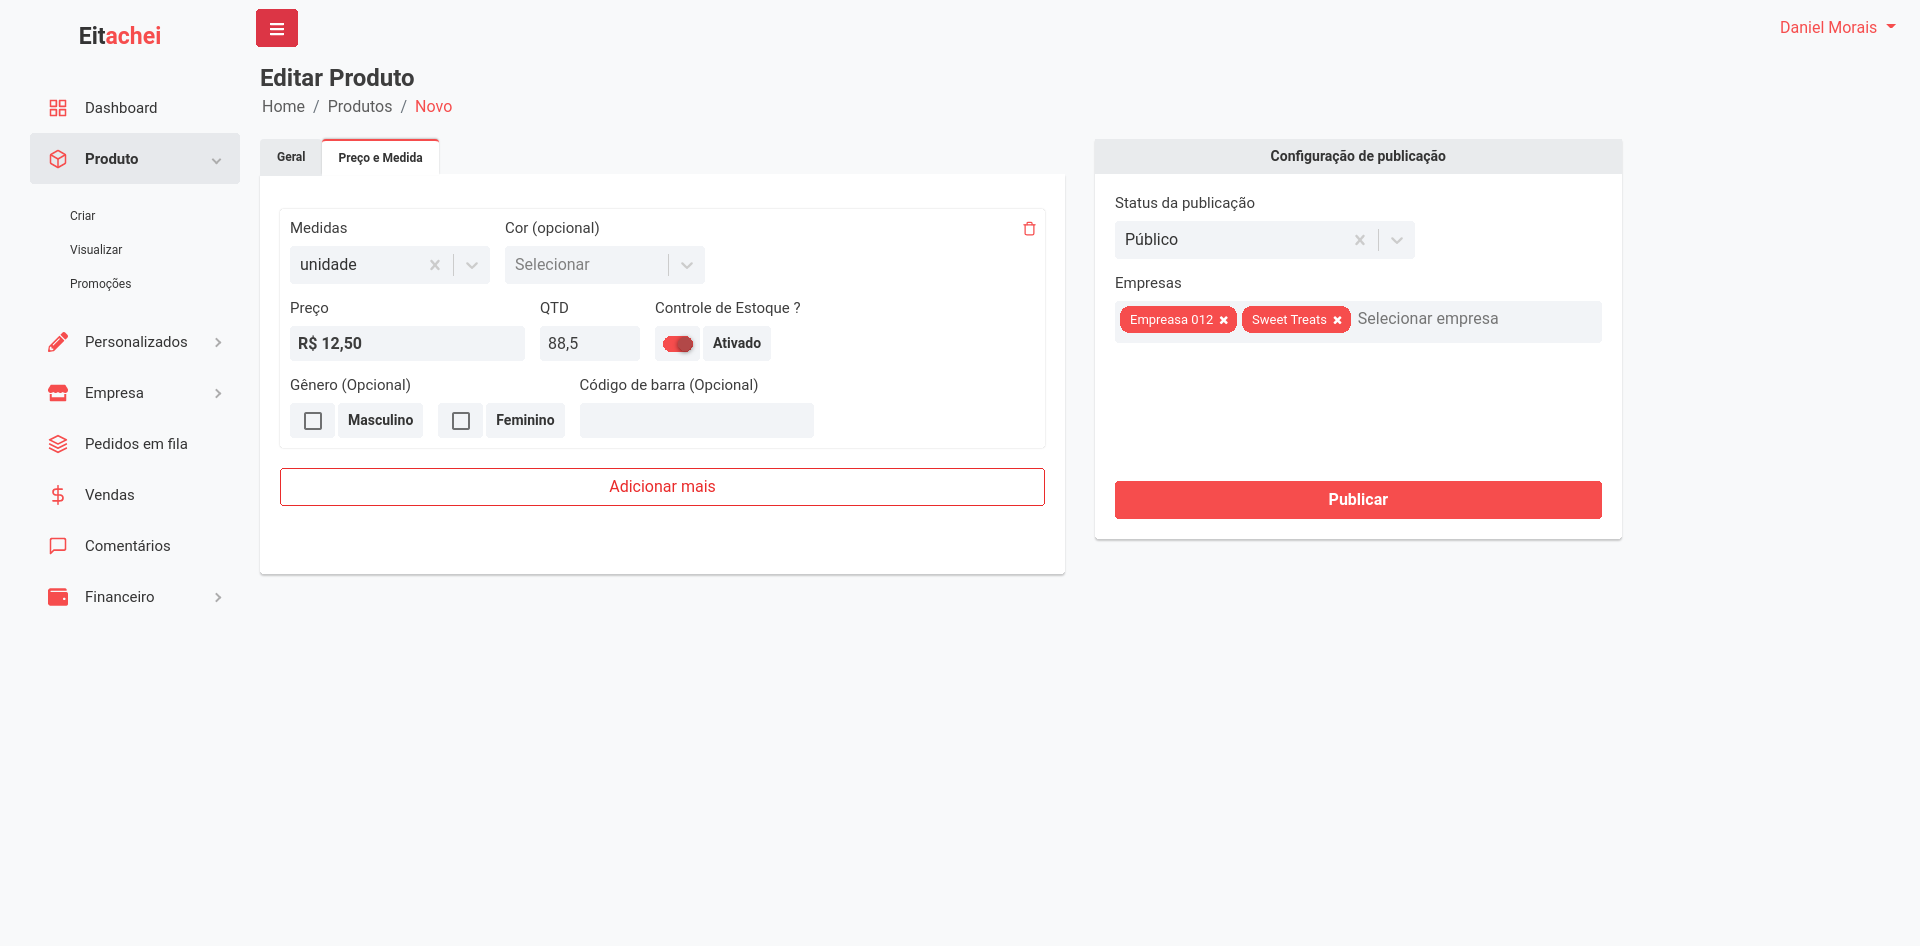 Eitachei
Daniel Morais
Dashboard
Produto
Criar
Visualizar
Promoções
Personalizados
Empresa
Pedidos em fila
Vendas
Comentários
Financeiro
Editar Produto
Home / Produtos / Novo
Geral
Preço e Medida
Medidas
Cor (opcional)
unidade
Selecionar
Preço
QTD
Controle de Estoque ?
R$ 12,50
88,5
Ativado
Gênero (Opcional)
Código de barra (Opcional)
Masculino
Feminino
Adicionar mais
Configuração de publicação
Status da publicação
Público
Empresas
Empreasa 012
Sweet Treats
Selecionar empresa
Publicar